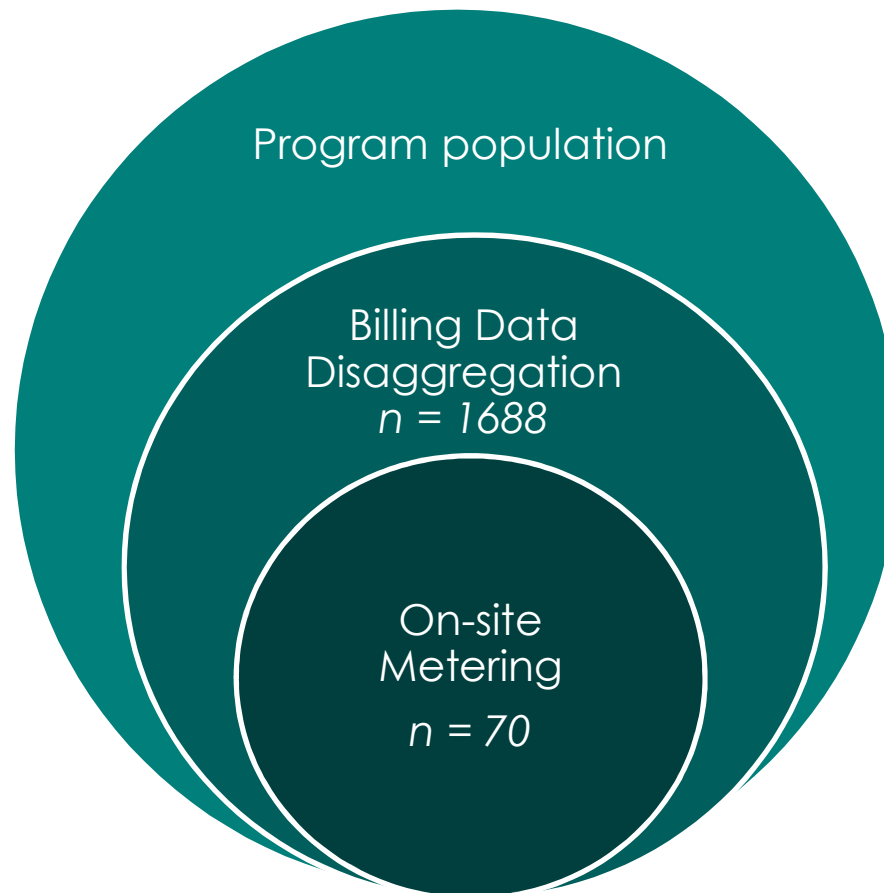 Program population
Billing Data
Disaggregation
n = 1688
On-site
Metering
n = 70